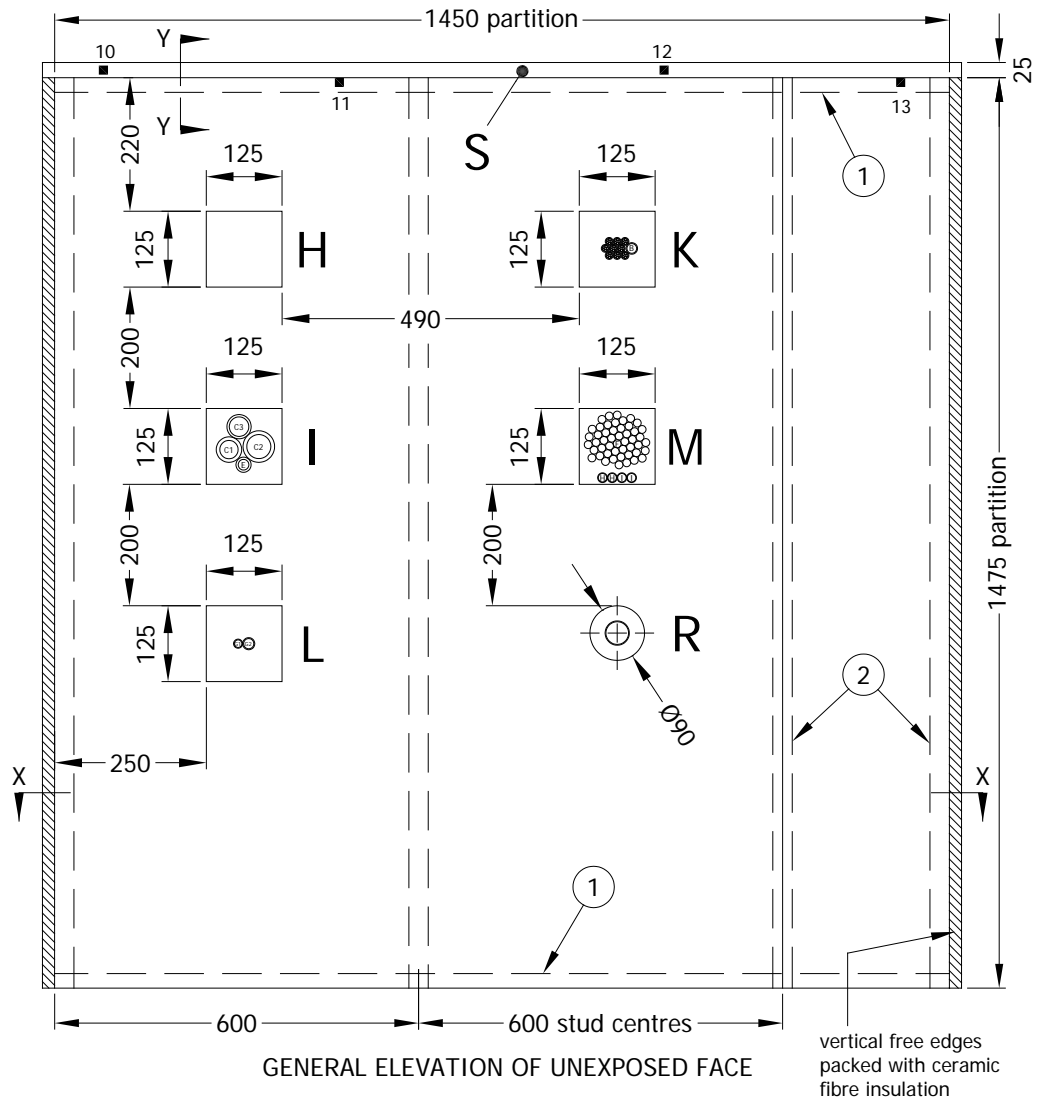 1450 partition
Y
10
12
25
11
13
Y
S
1
220
125
125
125
H
125
K
490
200
125
125
C3
C1
C2
E
125
I
125
M
H H I I
200
200
1475 partition
125
125
L
R
2
Ø90
250
X
X
1
600
600 stud centres
GENERAL ELEVATION OF UNEXPOSED FACE
vertical free edges
packed with ceramic
fibre insulation